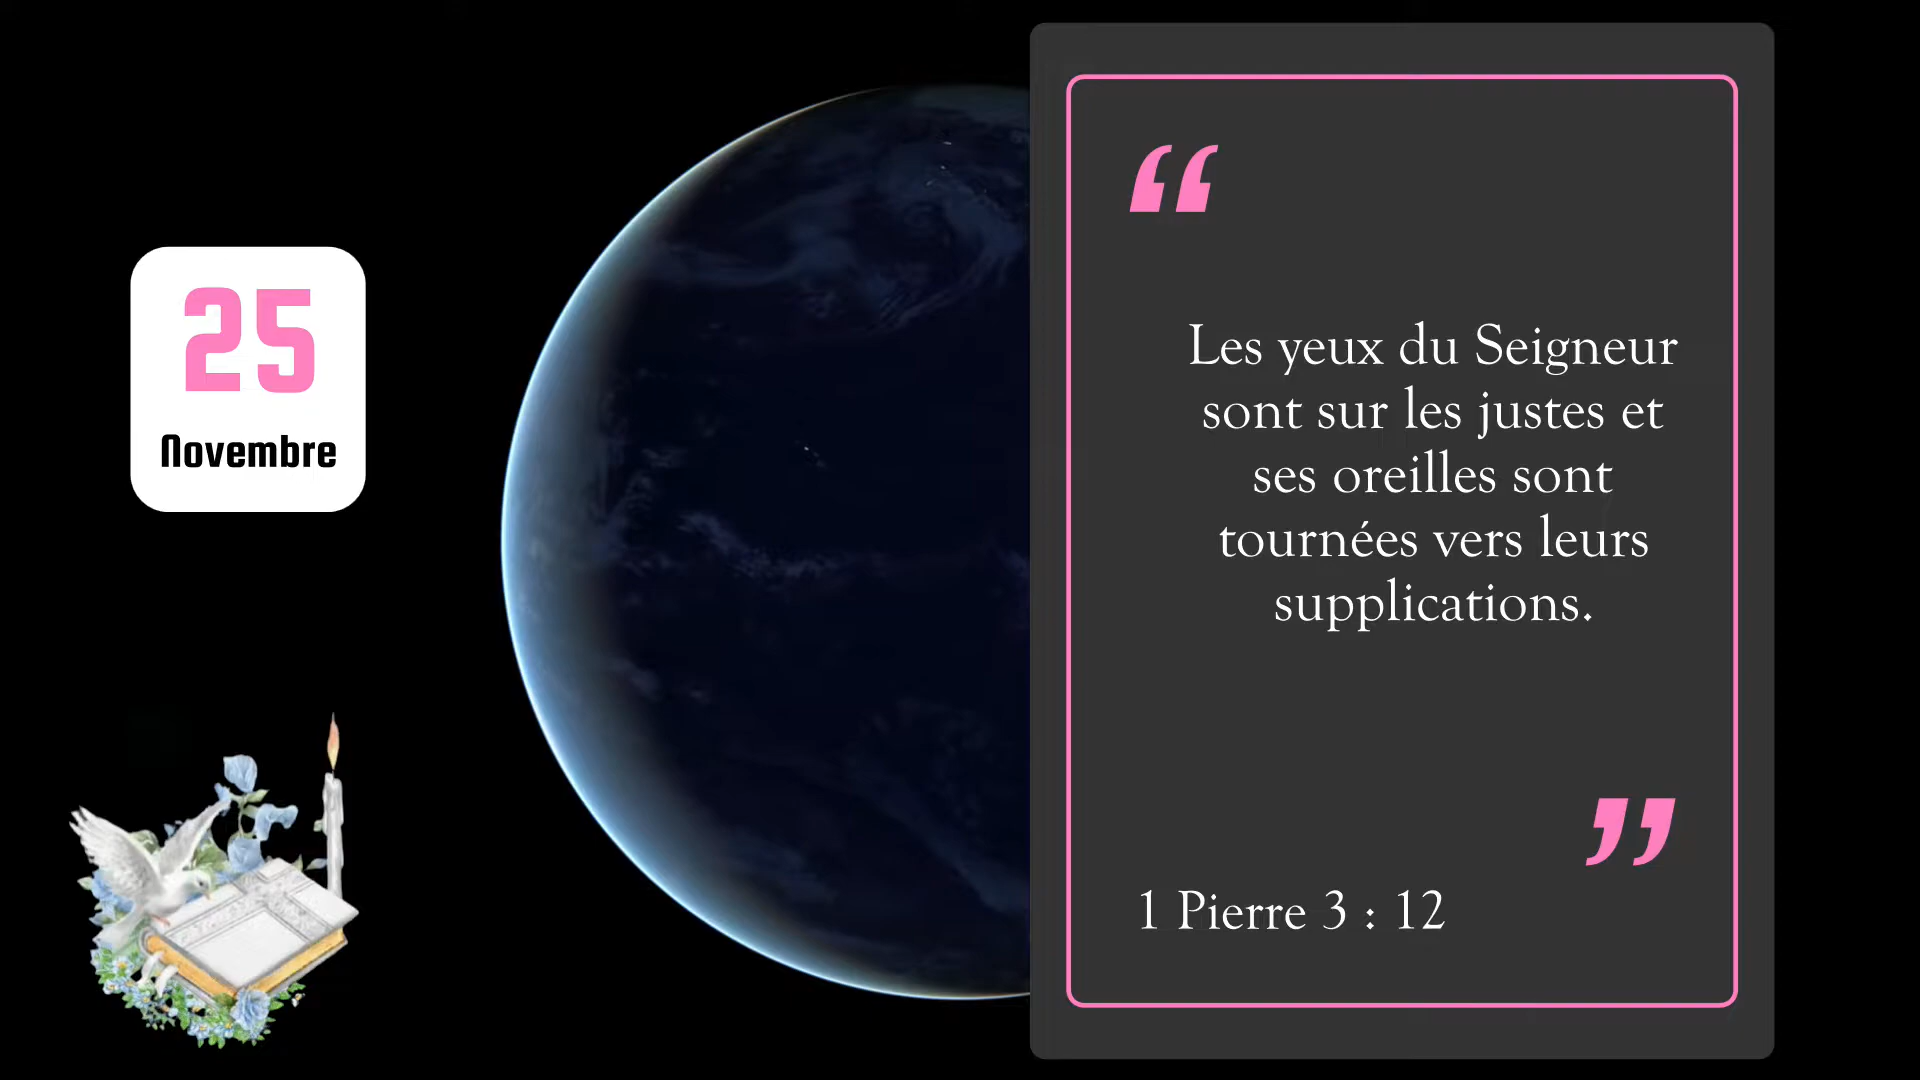 25
Novembre
“
Les yeux du Seigneur
sont sur les justes et
ses oreilles sont
tournées vers leurs
supplications.
”
1 Pierre 3 : 12